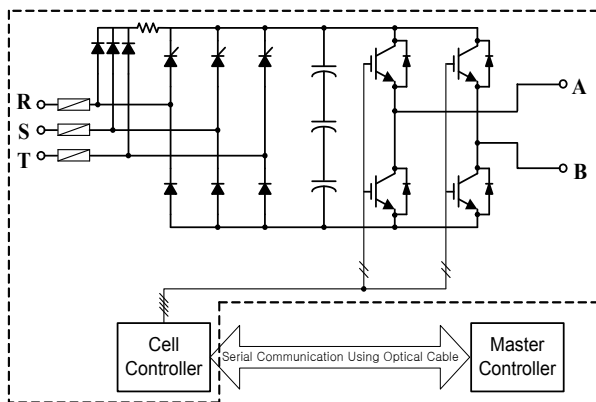 R
S
T
A
B
Cell
Controller
Serial Communication Using Optical Cable
Master
Controller